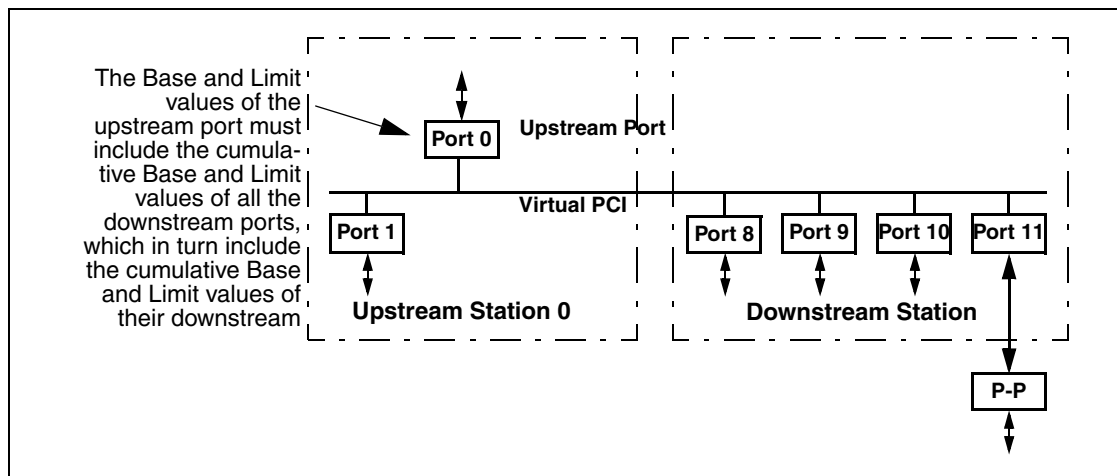 The Base and Limit
values of the
upstream port must
include the cumula-
tive Base and Limit
values of all the
downstream ports,
which in turn include
the cumulative Base
and Limit values of
their downstream
Port 0
Upstream Port
Virtual PCI
Port 1
Port 8
Port 9
Port 10
Port 11
Upstream Station 0
Downstream Station
P-P